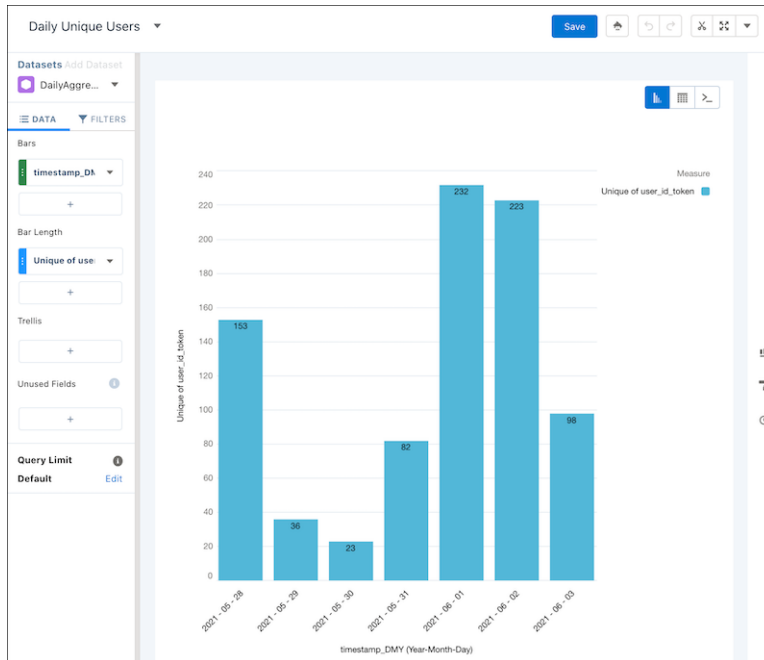 Daily Unique Users
Save
Datasets Add Dataset
DailyAggre...
DATA FILTERS
Bars
timestamp_DM
+
Bar Length
Unique of use
+
Trellis
+
Unused Fields
+
Query Limit
Default Edit
Measure
Unique of user_id_token
Unique of user_id_token
240
220
200
180
160
140
120
100
80
60
40
20
0
153
36
23
82
232
223
98
2021 - 05 - 28
2021 - 05 - 29
2021 - 05 - 30
2021 - 05 - 31
2021 - 06 - 01
2021 - 06 - 02
2021 - 06 - 03
timestamp_DMY (Year-Month-Day)